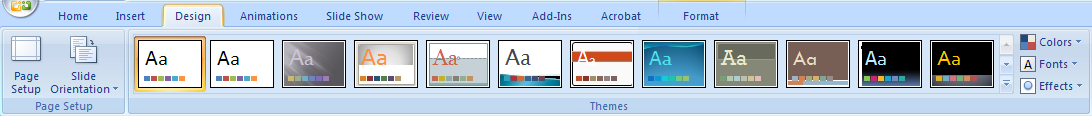 Home Insert Design Animations Slide Show Review View Add-Ins Acrobat Format
Page Setup
Slide Orientation
Aa Aa Aa Aa Aa Aa Aa Aa Aa Aa Aa Aa
Colors
Fonts
Effects
Page Setup
Themes